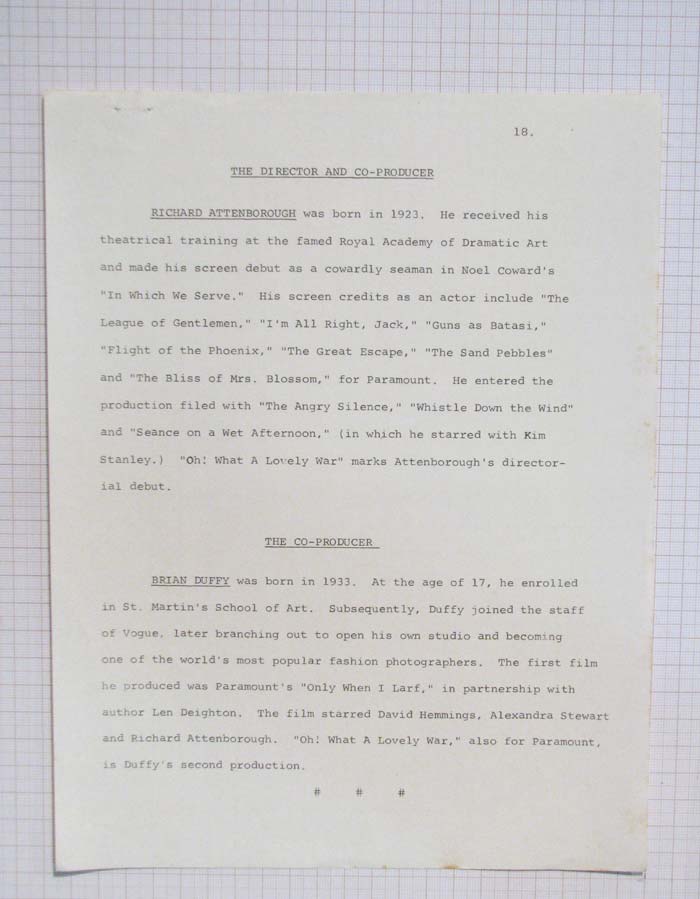 18.
THE DIRECTOR AND CO-PRODUCER
RICHARD ATTENBOROUGH was born in 1923. He received his
theatrical training at the famed Royal Academy of Dramatic Art
and made his screen debut as a cowardly seaman in Noel Coward's
"In Which We Serve." His screen credits as an actor include "The
League of Gentlemen," "I'm All Right, Jack," "Guns as Batasi,"
"Flight of the Phoenix," "The Great Escape," "The Sand Pebbles"
and "The Bliss of Mrs. Blossom," for Paramount. He entered the
production filed with "The Angry Silence," "Whistle Down the Wind"
and "Seance on a Wet Afternoon," (in which he starred with Kim
Stanley.) "Oh! What A Lovely War" marks Attenborough's director-
ial debut.
THE CO-PRODUCER
BRIAN DUFFY was born in 1933. At the age of 17, he enrolled
in St. Martin's School of Art. Subsequently, Duffy joined the staff
of Vogue, later branching out to open his own studio and becoming
one of the world's most popular fashion photographers. The first film
he produced was Paramount's "Only When I Larf," in partnership with
author Len Deighton. The film starred David Hemmings, Alexandra Stewart
and Richard Attenborough. "Oh! What A Lovely War," also for Paramount,
is Duffy's second production.
# # #